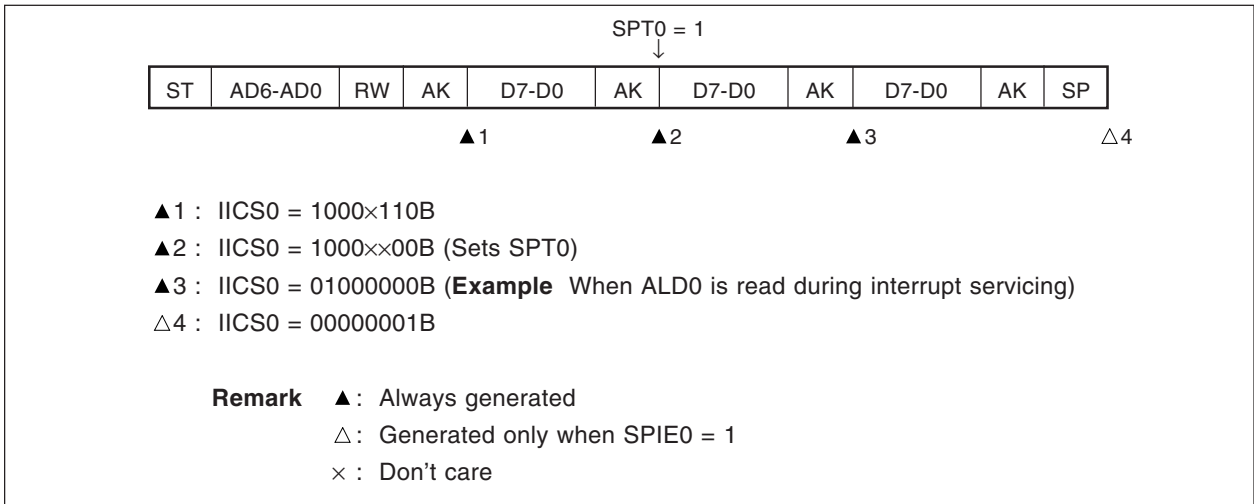 SPT0 = 1
↓
ST AD6-AD0 RW AK D7-D0 AK D7-D0 AK D7-D0 AK SP
▲1 ▲2 ▲3 △4
▲1 : IICS0 = 1000×110B
▲2 : IICS0 = 1000××00B (Sets SPT0)
▲3 : IICS0 = 01000000B (Example When ALD0 is read during interrupt servicing)
△4 : IICS0 = 00000001B
Remark ▲ : Always generated
△ : Generated only when SPIE0 = 1
× : Don't care